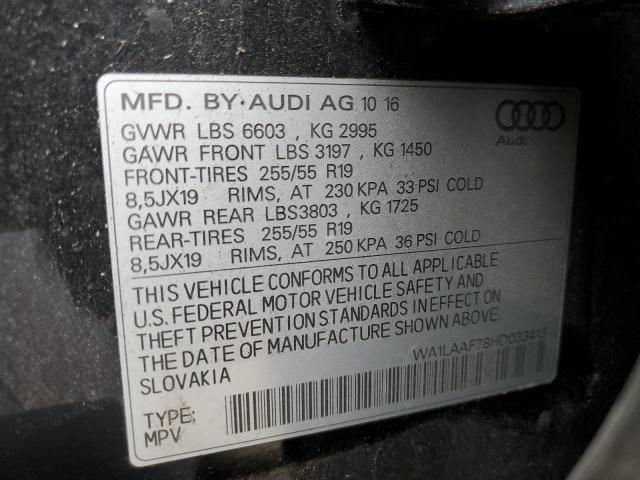 MFD. BY·AUDI AG 10 16
GVWR LBS 6603 , KG 2995
GAWR FRONT LBS 3197 , KG 1450
FRONT-TIRES 255/55 R19
8,5JX19 RIMS, AT 230 KPA 33 PSI COLD
GAWR REAR LBS3803 , KG 1725
REAR-TIRES 255/55 R19
8,5JX19 RIMS, AT 250 KPA 36 PSI COLD
Audi
THIS VEHICLE CONFORMS TO ALL APPLICABLE
U.S. FEDERAL MOTOR VEHICLE SAFETY AND
THEFT PREVENTION STANDARDS IN EFFECT ON
THE DATE OF MANUFACTURE SHOWN ABOVE.
SLOVAKIA
WA1LAAF78HD033413
TYPE:
MPV